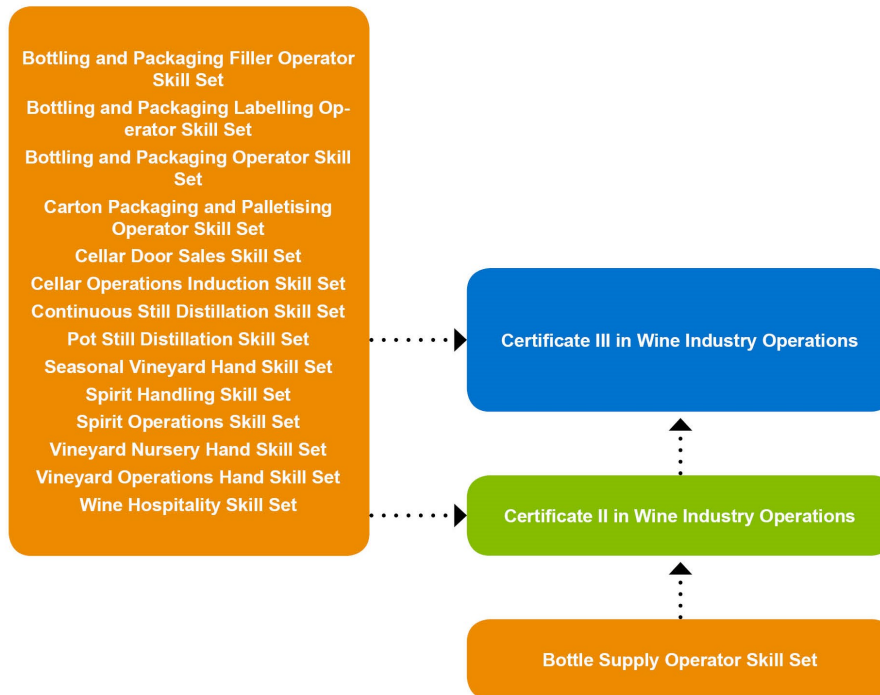 Bottling and Packaging Filler Operator
Skill Set
Bottling and Packaging Labelling Op-
erator Skill Set
Bottling and Packaging Operator Skill
Set
Carton Packaging and Palletising
Operator Skill Set
Cellar Door Sales Skill Set
Cellar Operations Induction Skill Set
Continuous Still Distillation Skill Set
Pot Still Distillation Skill Set
Seasonal Vineyard Hand Skill Set
Spirit Handling Skill Set
Spirit Operations Skill Set
Vineyard Nursery Hand Skill Set
Vineyard Operations Hand Skill Set
Wine Hospitality Skill Set
Certificate III in Wine Industry Operations
Certificate II in Wine Industry Operations
Bottle Supply Operator Skill Set